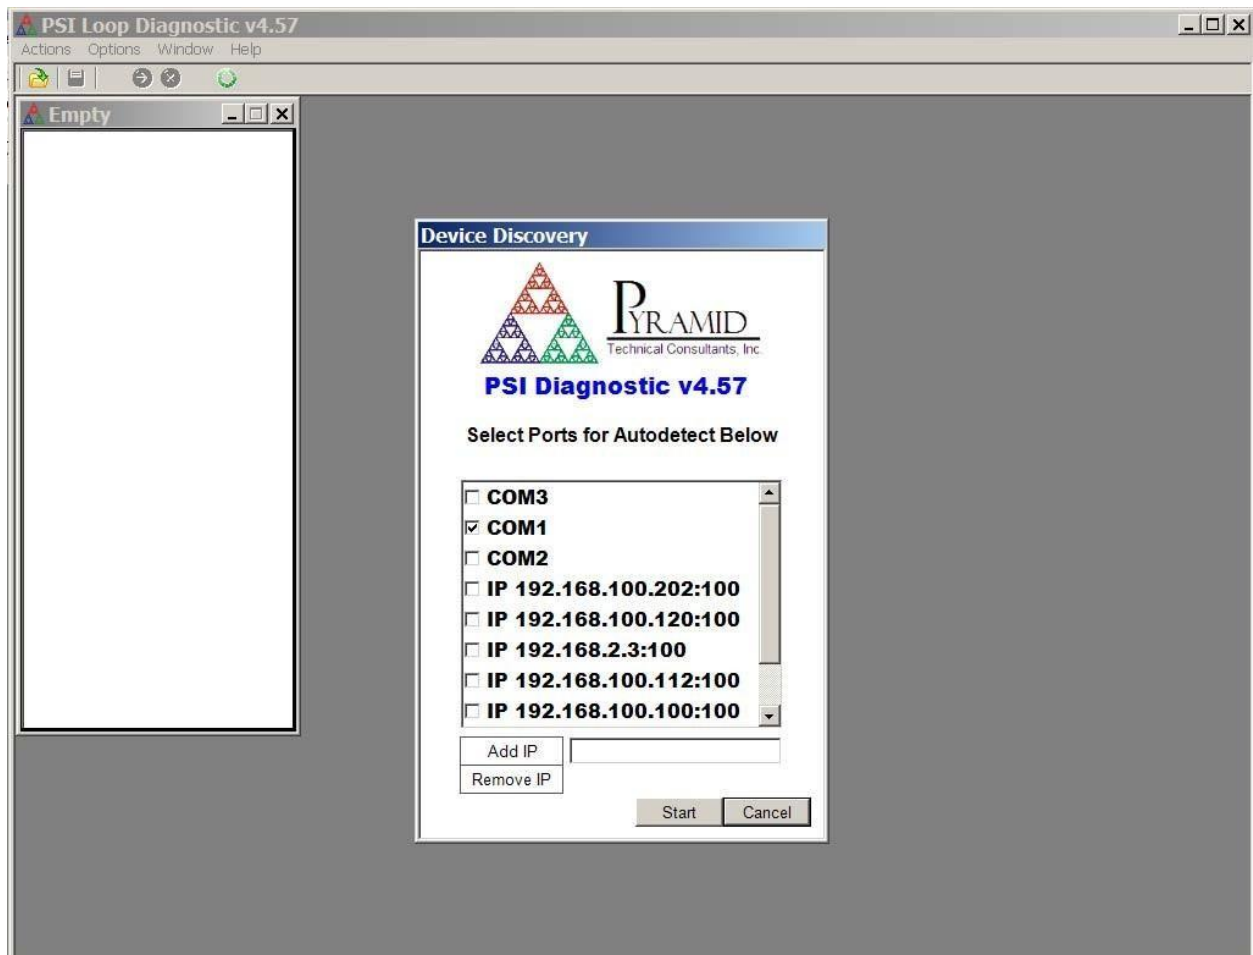 PSI Loop Diagnostic v4.57
Actions Options Window Help
Empty
Device Discovery
PYRAMID
Technical Consultants, Inc.
PSI Diagnostic v4.57
Select Ports for Autodetect Below
COM3
COM1
COM2
IP 192.168.100.202:100
IP 192.168.100.120:100
IP 192.168.2.3:100
IP 192.168.100.112:100
IP 192.168.100.100:100
Add IP
Remove IP
Start Cancel